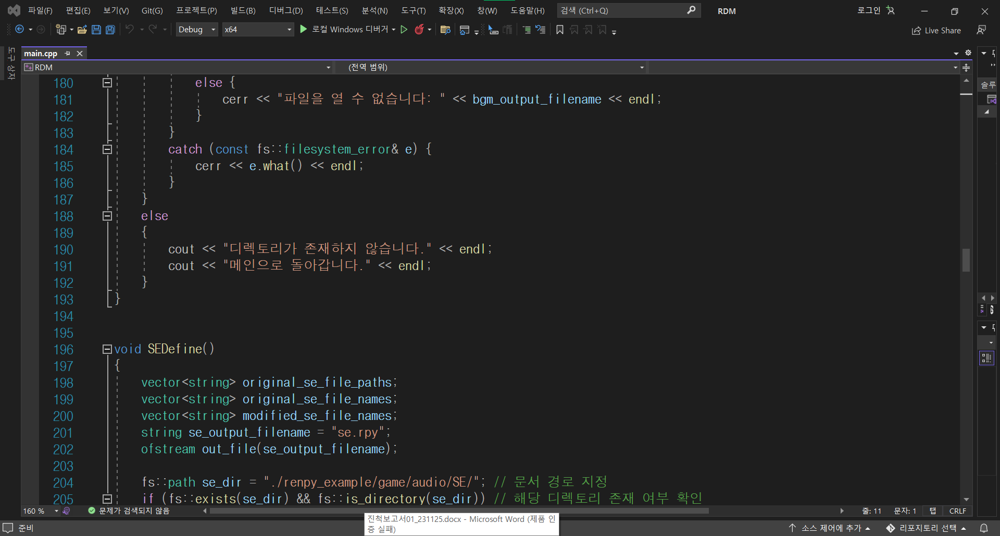 파일(F) 편집(E) 보기(V) Git(G) 프로젝트(P) 빌드(B) 디버그(D) 테스트(S) 분석(N) 도구(T) 확장(X) 창(W) 도움말(H) 검색 (Ctrl+Q) RDM 로그인
Debug x64 로컬 Windows 디버거 Live Share
도구 상자
main.cpp
RDM (전역 범위)
솔루
180 else {
181 cerr << "파일을 열 수 없습니다: " << bgm_output_filename << endl;
182 }
183 }
184 catch (const fs::filesystem_error& e) {
185 cerr << e.what() << endl;
186 }
187 }
188 else
189 {
190 cout << "디렉토리가 존재하지 않습니다." << endl;
191 cout << "메인으로 돌아갑니다." << endl;
192 }
193 }
194
195
196 void SEDefine()
197 {
198 vector<string> original_se_file_paths;
199 vector<string> original_se_file_names;
200 vector<string> modified_se_file_names;
201 string se_output_filename = "se.rpy";
202 ofstream out_file(se_output_filename);
203
204 fs::path se_dir = "./renpy_example/game/audio/SE/"; // 문서 경로 지정
205 if (fs::exists(se_dir) && fs::is_directory(se_dir)) // 해당 디렉토리 존재 여부 확인
160 % 문제가 검색되지 않음 줄: 11 문자: 1 탭 CRLF
진척보고서01_231125.docx - Microsoft Word (제품 인
증 실패)
준비 소스 제어에 추가 리포지토리 선택